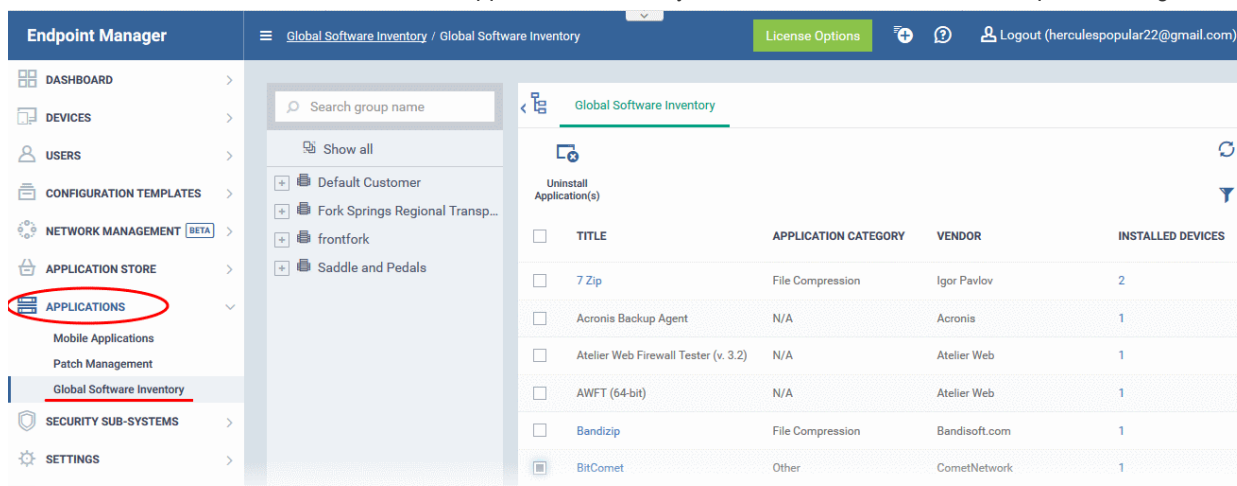 Endpoint Manager
Global Software Inventory / Global Software Inventory
License Options
Logout (herculespopular22@gmail.com)
DASHBOARD
DEVICES
USERS
CONFIGURATION TEMPLATES
NETWORK MANAGEMENT BETA
APPLICATION STORE
APPLICATIONS
Mobile Applications
Patch Management
Global Software Inventory
SECURITY SUB-SYSTEMS
SETTINGS
Search group name
Show all
Default Customer
Fork Springs Regional Transp...
frontfork
Saddle and Pedals
Global Software Inventory
Uninstall
Application(s)
TITLE APPLICATION CATEGORY VENDOR INSTALLED DEVICES
7 Zip File Compression Igor Pavlov 2
Acronis Backup Agent N/A Acronis 1
Atelier Web Firewall Tester (v. 3.2) N/A Atelier Web 1
AWFT (64-bit) N/A Atelier Web 1
Bandizip File Compression Bandisoft.com 1
BitComet Other CometNetwork 1